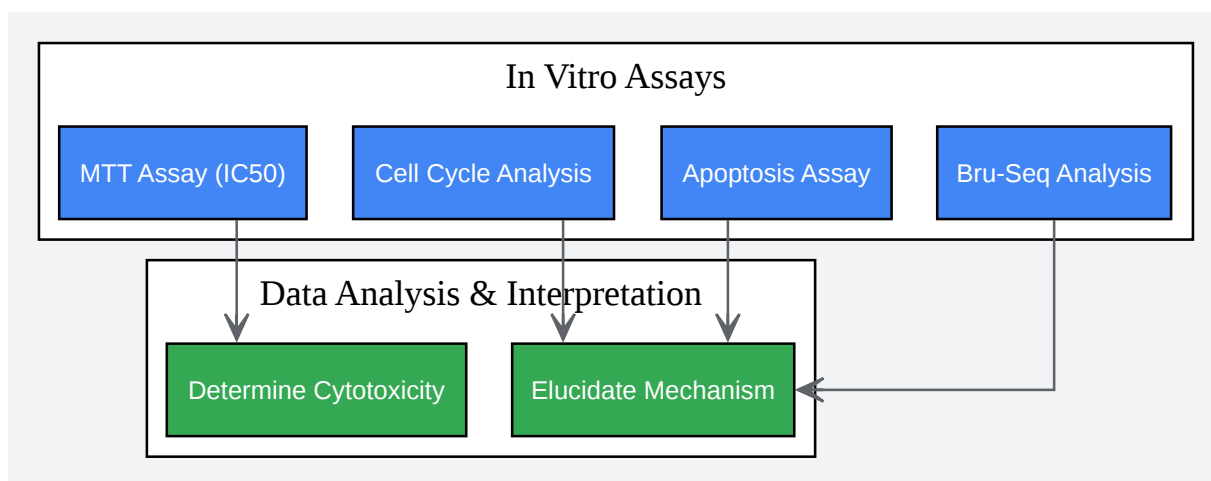 In Vitro Assays
MTT Assay (IC50)
Cell Cycle Analysis
Apoptosis Assay
Bru-Seq Analysis
Data Analysis & Interpretation
Determine Cytotoxicity
Elucidate Mechanism